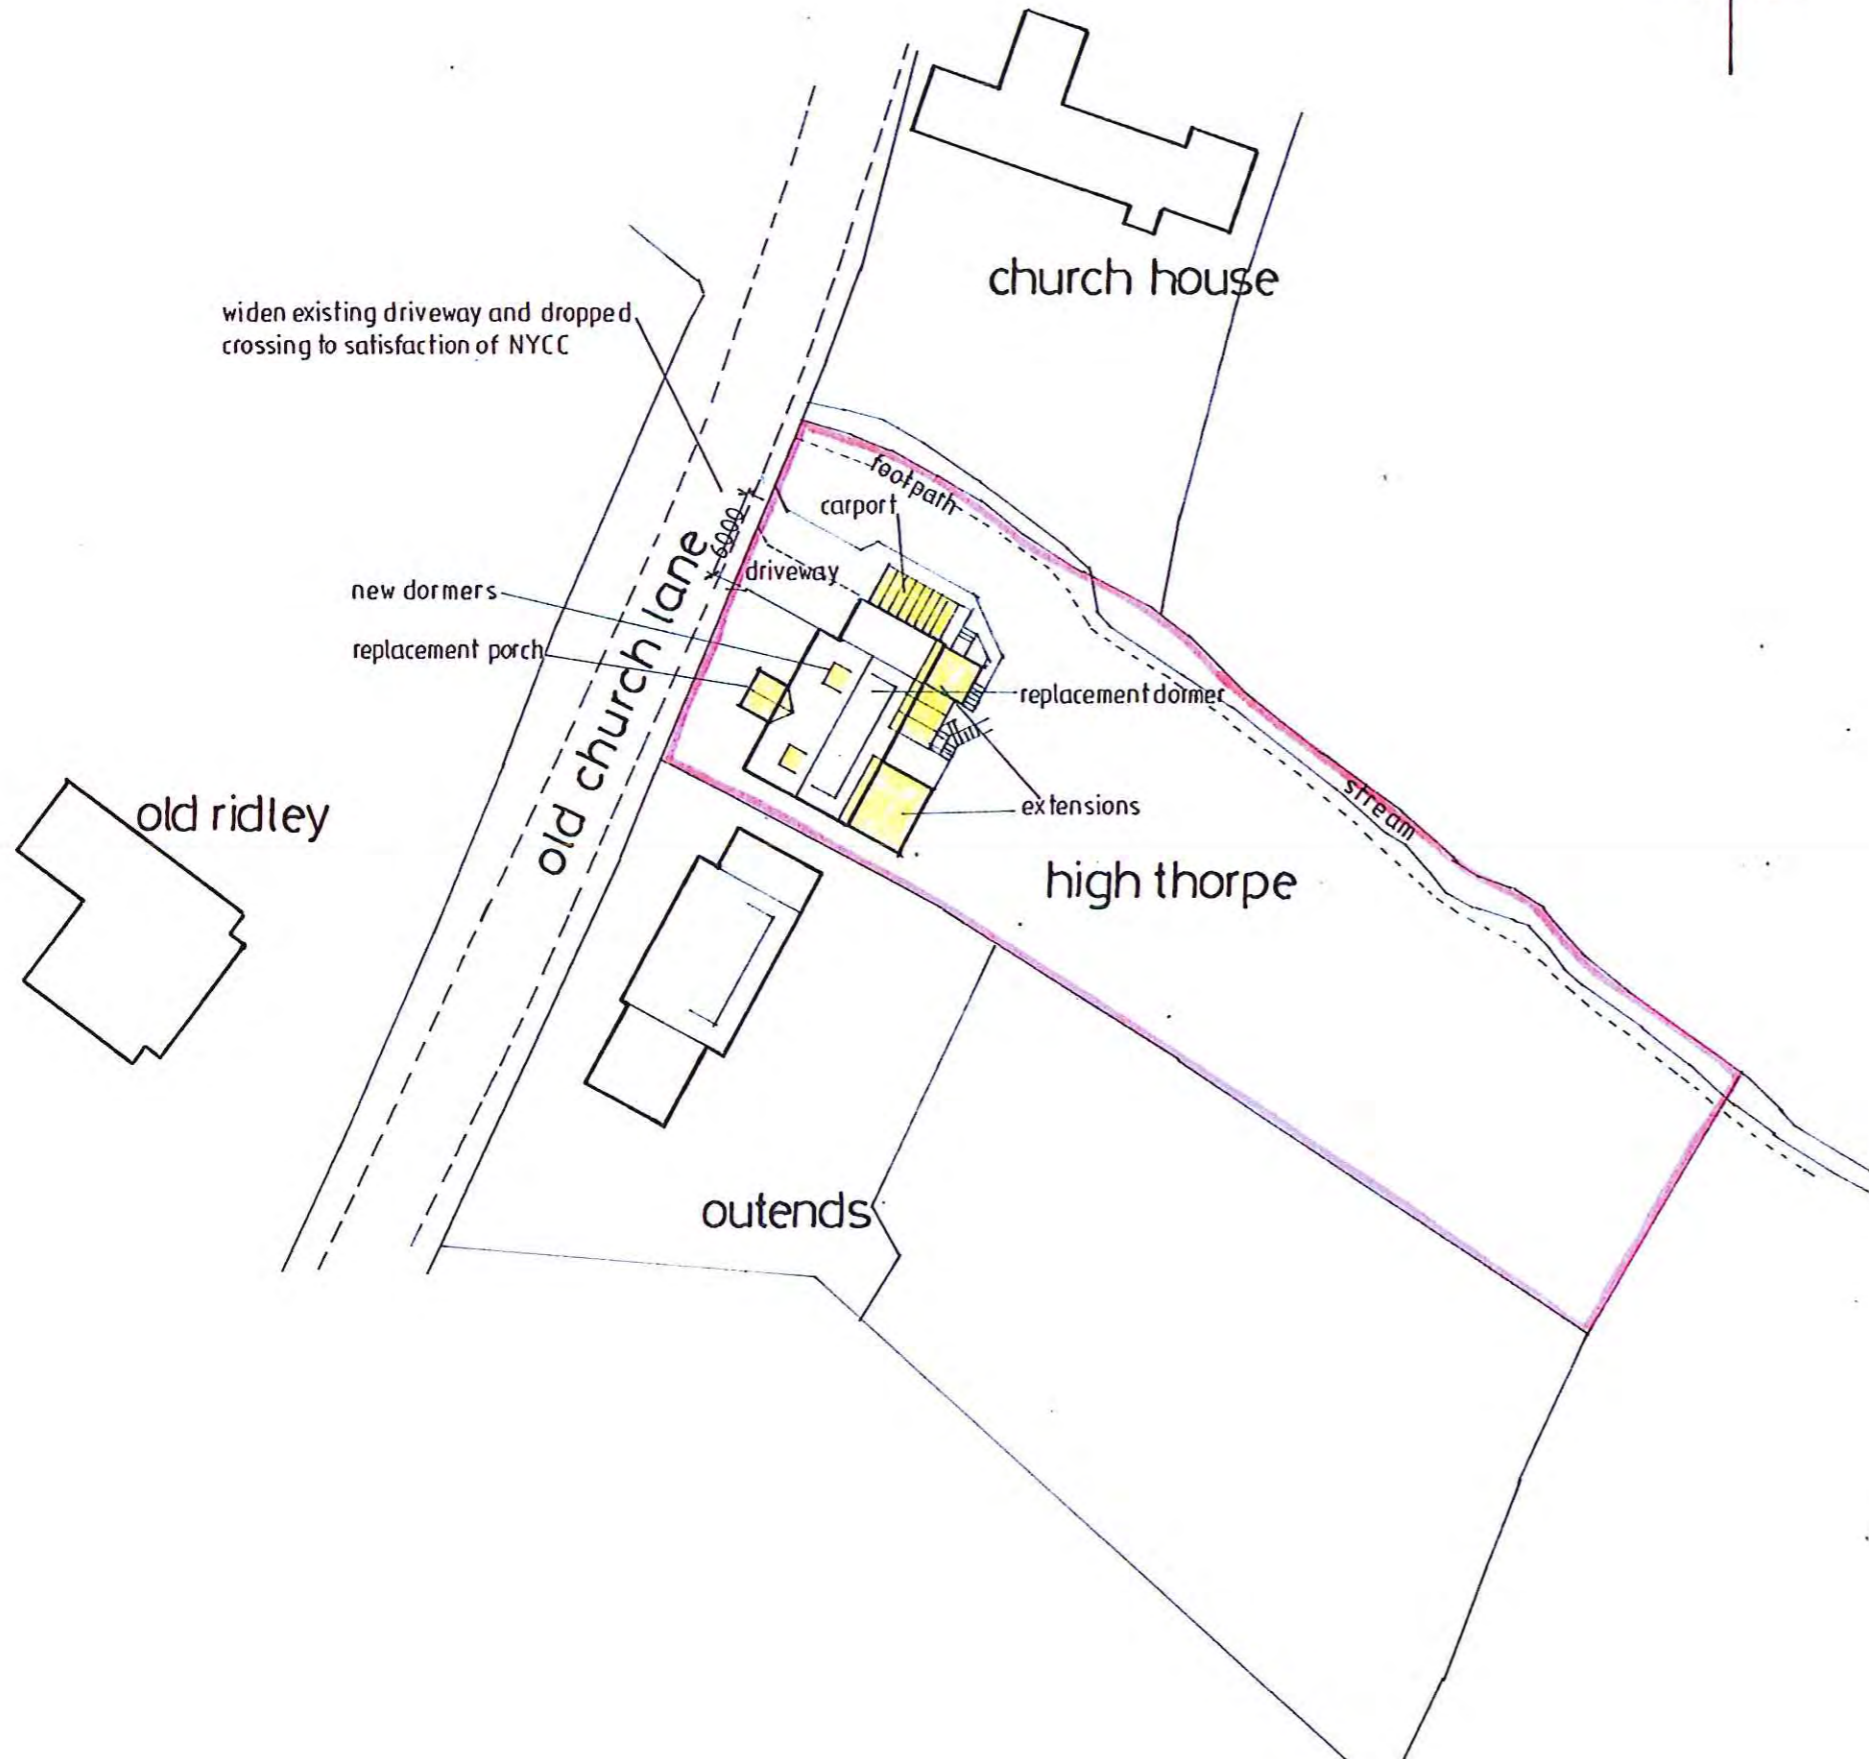 church house
widen existing driveway and dropped
crossing to satisfaction of NYCC
footpath
carport
6000
driveway
new dormers
replacement porch
old church lane
replacement dormer
extensions
stream
old ridley
high thorpe
outends